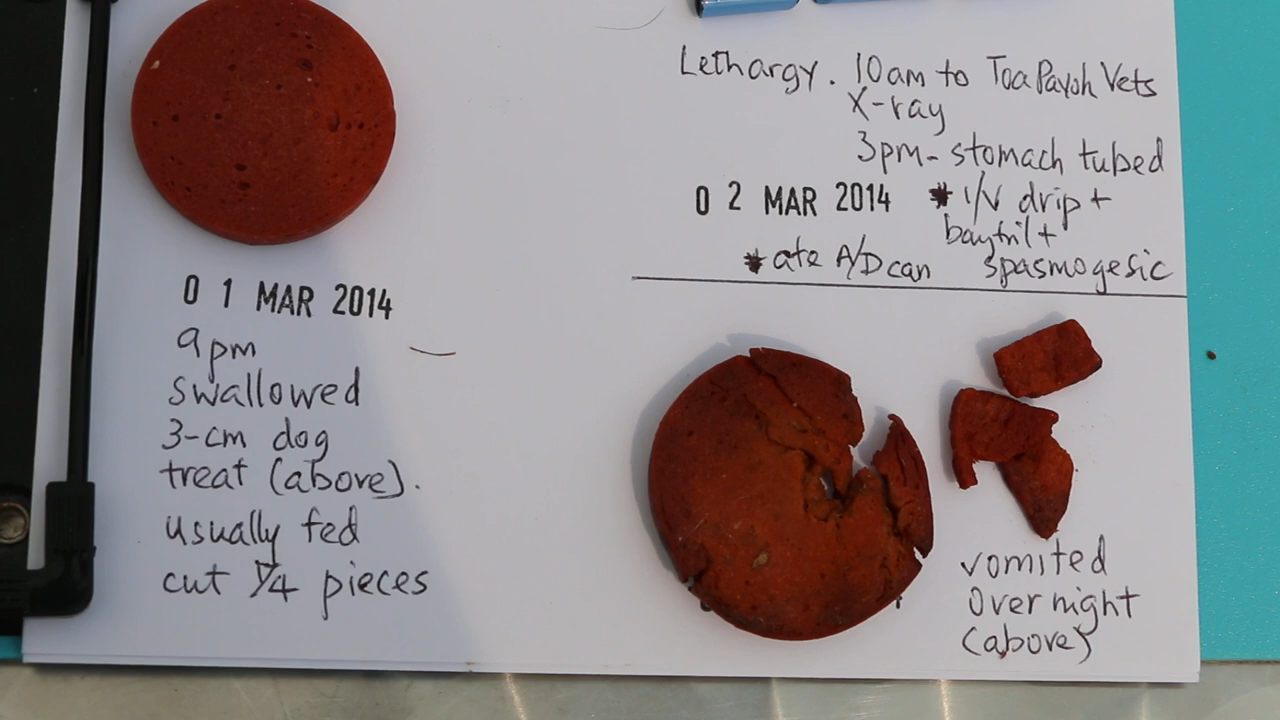 01 MAR 2014
9pm
swallowed
3-cm dog
treat (above).
usually fed
cut 1/4 pieces
Lethargy. 10am to Toa Payoh Vets
X-ray
3pm- stomach tubed
02 MAR 2014 * I/V drip +
baytril +
* ate A/D can spasmogesic
vomited
Overnight
(above)